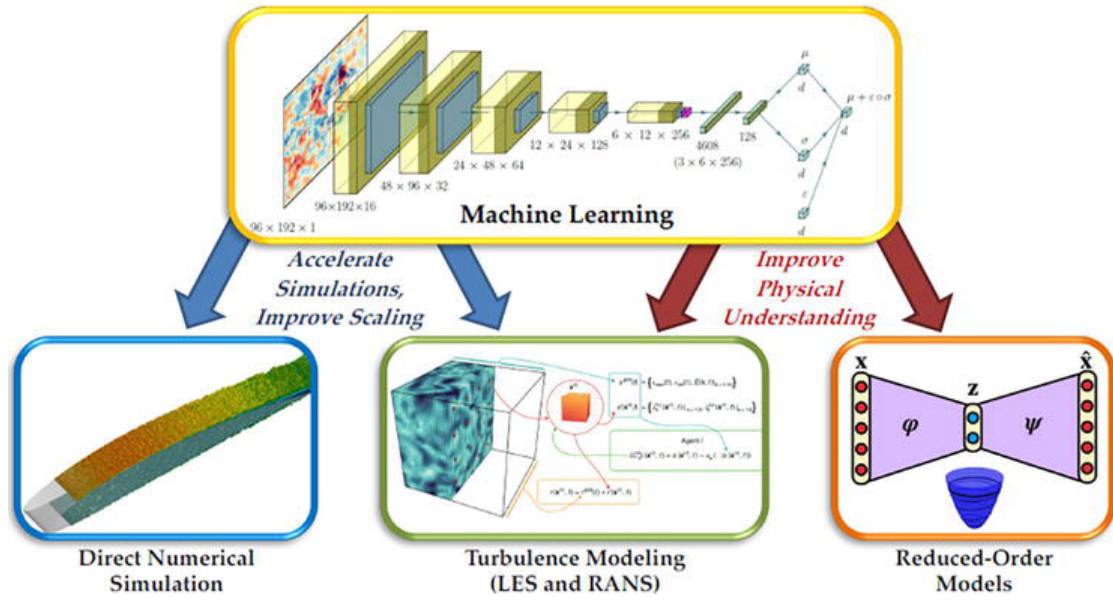 μ
d
μ + ε ∘ σ
d
σ
d
ε
d
128
4608
(3 × 6 × 256)
6 × 12 × 256
12 × 24 × 128
24 × 48 × 64
48 × 96 × 32
96×192×16
96 × 192 × 1
Machine Learning
Accelerate
Simulations,
Improve Scaling
Improve
Physical
Understanding
Agent i
x
z
x̂
φ
ψ
Direct Numerical
Simulation
Turbulence Modeling
(LES and RANS)
Reduced-Order
Models